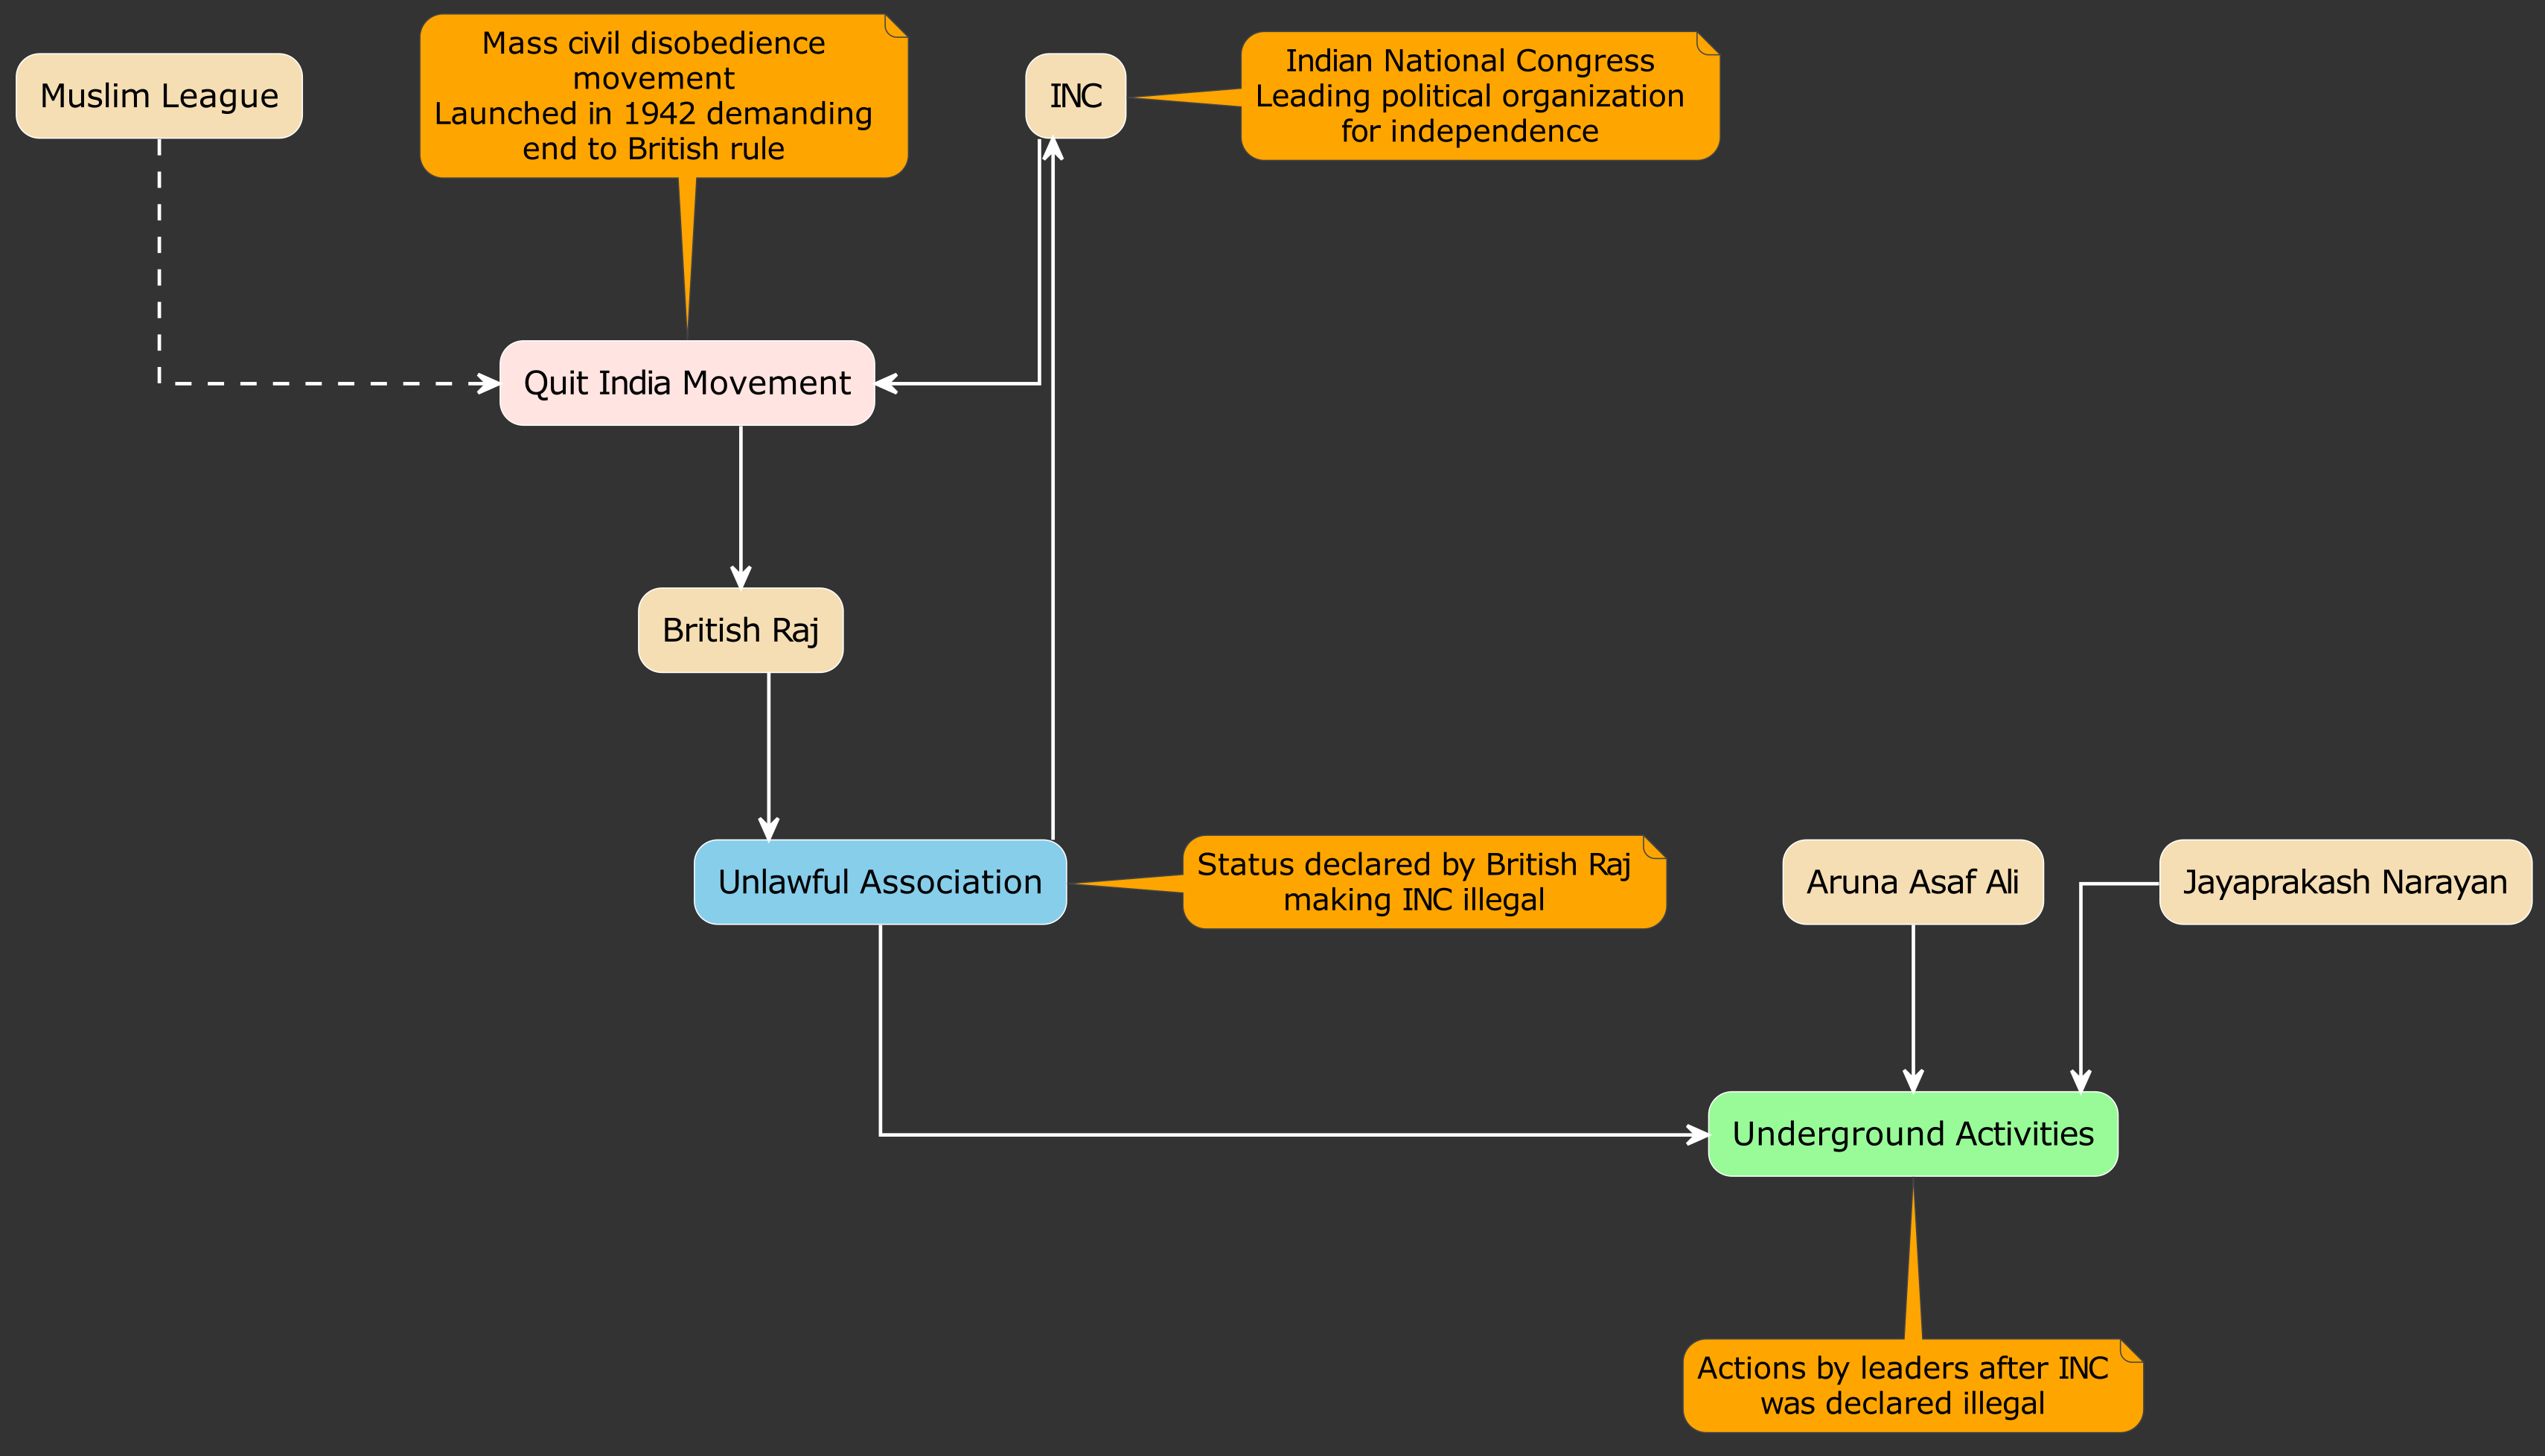 Muslim League
Mass civil disobedience
movement
Launched in 1942 demanding
end to British rule
INC
Indian National Congress
Leading political organization
for independence
Quit India Movement
British Raj
Unlawful Association
Status declared by British Raj
making INC illegal
Aruna Asaf Ali
Jayaprakash Narayan
Underground Activities
Actions by leaders after INC
was declared illegal